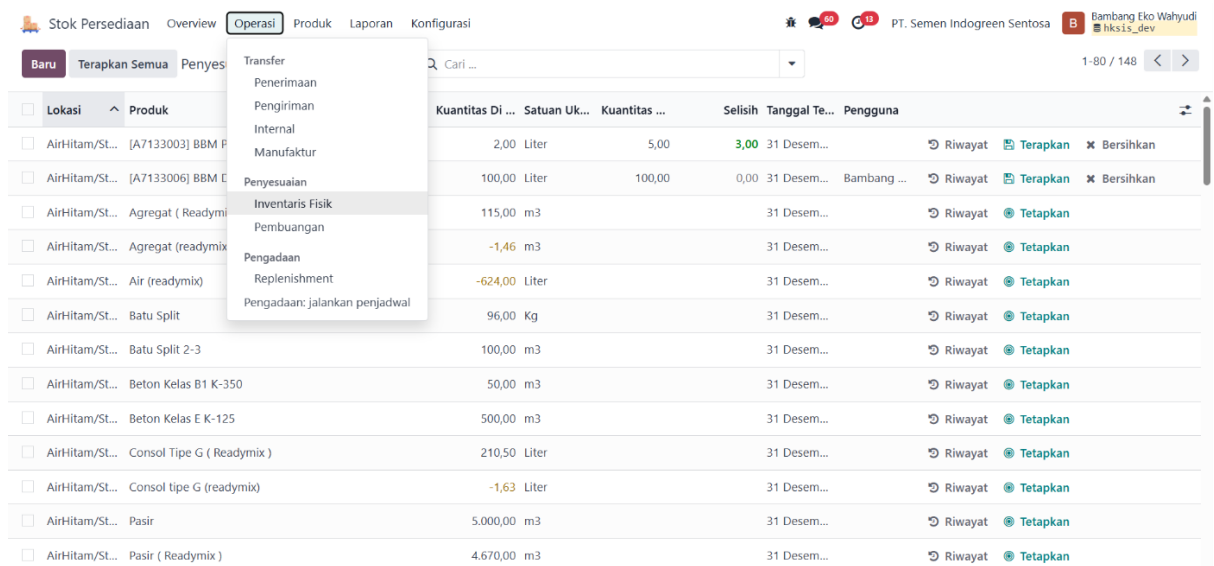 Stok Persediaan Overview Operasi Produk Laporan Konfigurasi 60 13 PT. Semen Indogreen Sentosa B Bambang Eko Wahyudi
hksis_dev
Baru Terapkan Semua Penyes Cari ... 1-80 / 148
Transfer
Penerimaan
Pengiriman
Internal
Manufaktur
Penyesuaian
Inventaris Fisik
Pembuangan
Pengadaan
Replenishment
Pengadaan: jalankan penjadwal
Lokasi Produk Kuantitas Di ... Satuan Uk... Kuantitas ... Selisih Tanggal Te... Pengguna
AirHitam/St... [A7133003] BBM P 2,00 Liter 5,00 3,00 31 Desem... Riwayat Terapkan Bersihkan
AirHitam/St... [A7133006] BBM D 100,00 Liter 100,00 0,00 31 Desem... Bambang ... Riwayat Terapkan Bersihkan
AirHitam/St... Agregat ( Readymi 115,00 m3 31 Desem... Riwayat Tetapkan
AirHitam/St... Agregat (readymix -1,46 m3 31 Desem... Riwayat Tetapkan
AirHitam/St... Air (readymix) -624,00 Liter 31 Desem... Riwayat Tetapkan
AirHitam/St... Batu Split 96,00 Kg 31 Desem... Riwayat Tetapkan
AirHitam/St... Batu Split 2-3 100,00 m3 31 Desem... Riwayat Tetapkan
AirHitam/St... Beton Kelas B1 K-350 50,00 m3 31 Desem... Riwayat Tetapkan
AirHitam/St... Beton Kelas E K-125 500,00 m3 31 Desem... Riwayat Tetapkan
AirHitam/St... Consol Tipe G ( Readymix ) 210,50 Liter 31 Desem... Riwayat Tetapkan
AirHitam/St... Consol tipe G (readymix) -1,63 Liter 31 Desem... Riwayat Tetapkan
AirHitam/St... Pasir 5.000,00 m3 31 Desem... Riwayat Tetapkan
AirHitam/St... Pasir ( Readymix ) 4.670,00 m3 31 Desem... Riwayat Tetapkan